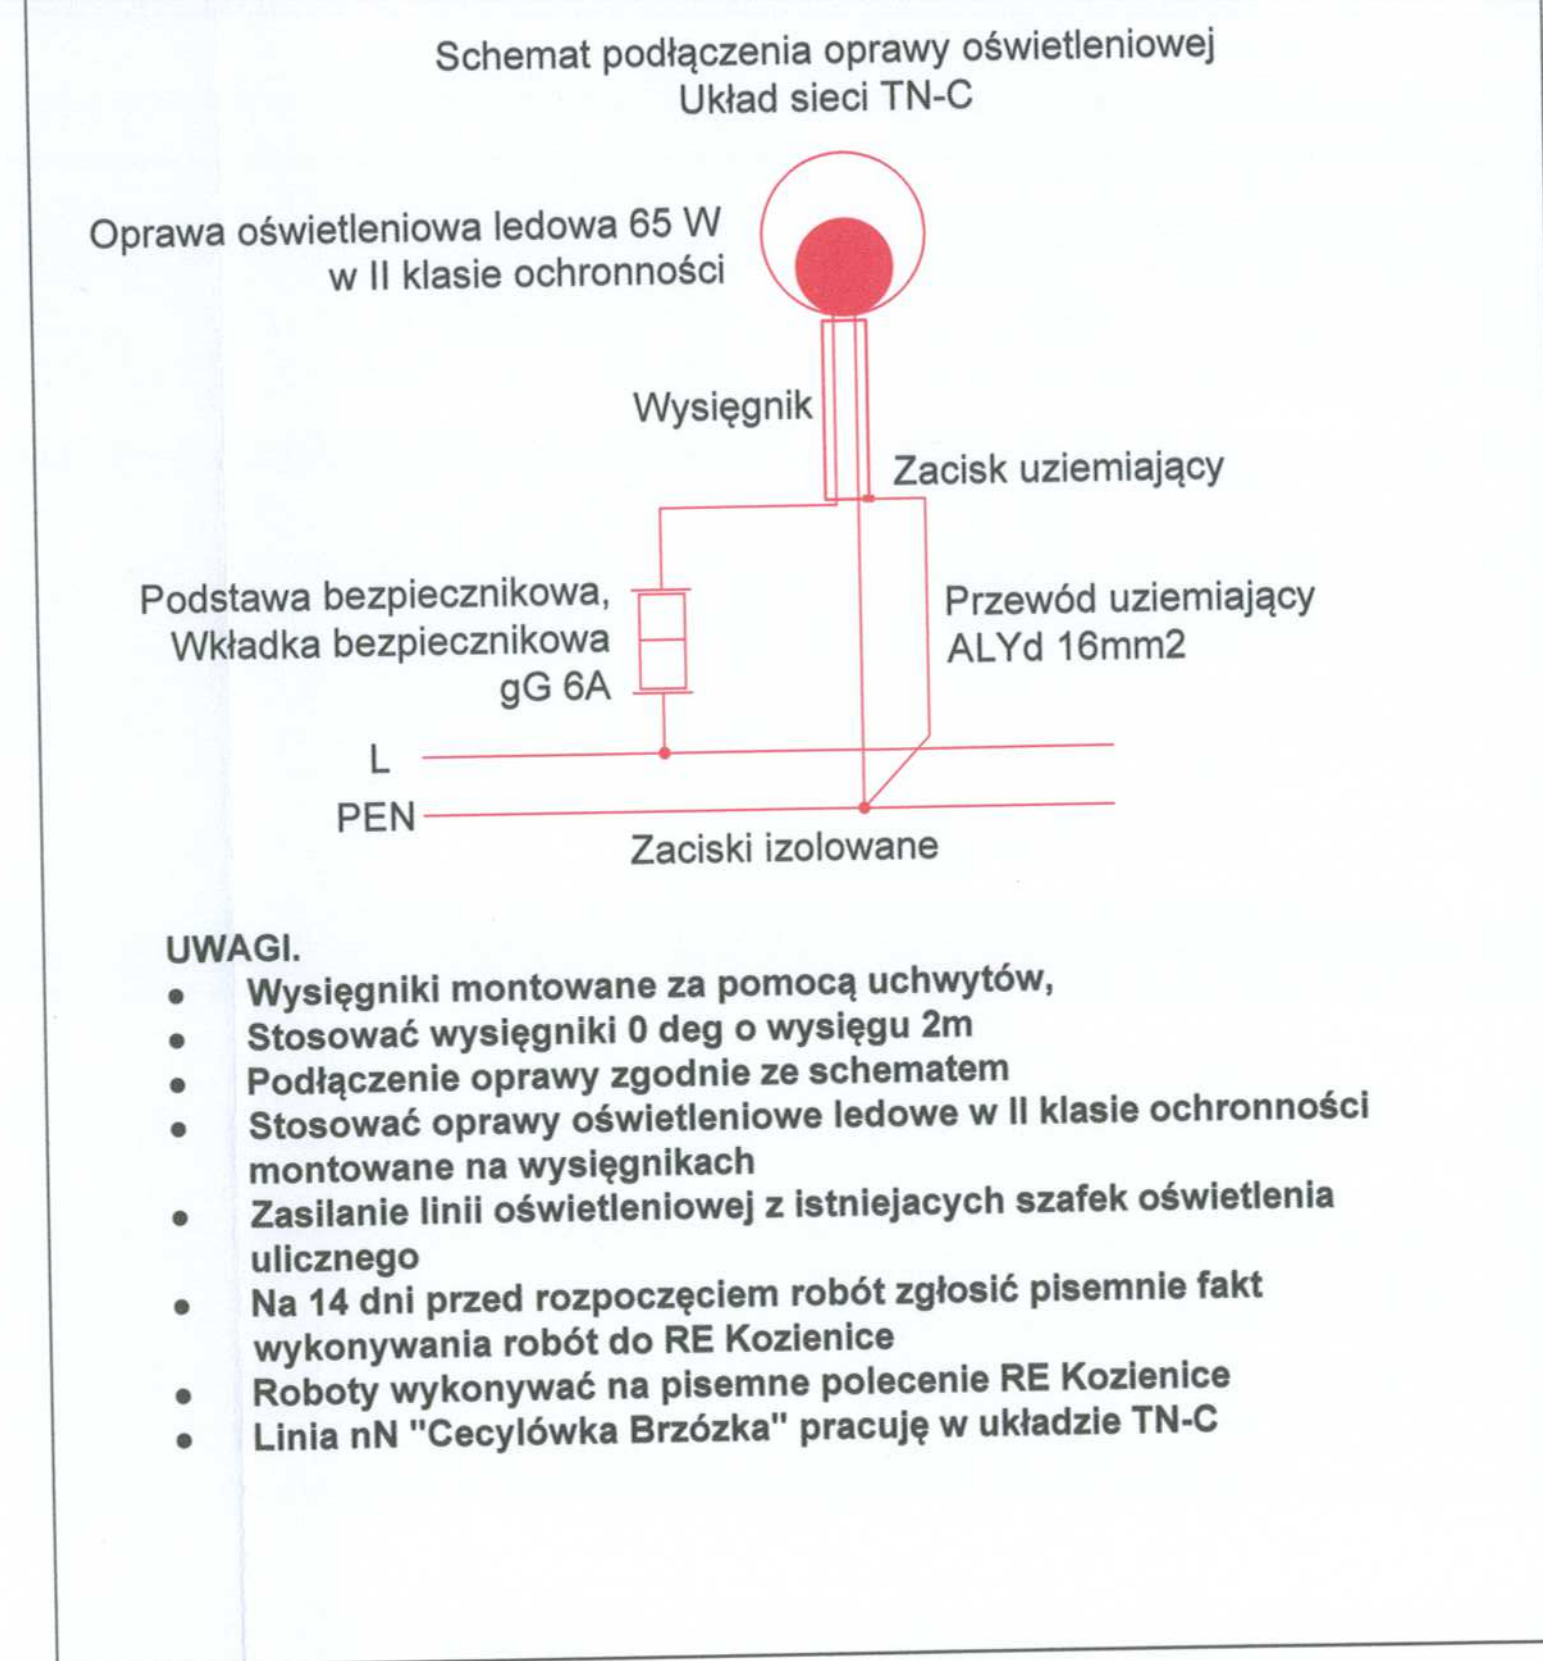 Schemat podłączenia oprawy oświetleniowej
Układ sieci TN-C
Oprawa oświetleniowa ledowa 65 W
w II klasie ochronności
Wysięgnik
Zacisk uziemiający
Podstawa bezpiecznikowa,
Wkładka bezpiecznikowa
gG 6A
Przewód uziemiający
ALYd 16mm2
L
PEN
Zaciski izolowane
UWAGI.
● Wysięgniki montowane za pomocą uchwytów,
● Stosować wysięgniki 0 deg o wysięgu 2m
● Podłączenie oprawy zgodnie ze schematem
● Stosować oprawy oświetleniowe ledowe w II klasie ochronności
montowane na wysięgnikach
● Zasilanie linii oświetleniowej z istniejacych szafek oświetlenia
ulicznego
● Na 14 dni przed rozpoczęciem robót zgłosić pisemnie fakt
wykonywania robót do RE Kozienice
● Roboty wykonywać na pisemne polecenie RE Kozienice
● Linia nN "Cecylówka Brzózka" pracuję w układzie TN-C